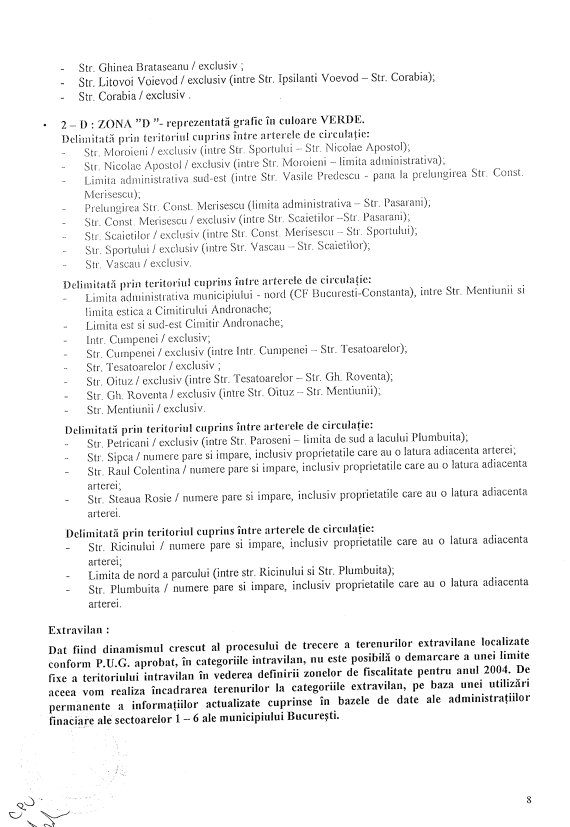 - Str. Ghinea Brataseanu / exclusiv ;
- Str. Litovoi Voievod / exclusiv (intre Str. Ipsilanti Voevod – Str. Corabia);
- Str. Corabia / exclusiv .
• 2 – D : ZONA "D "- reprezentată grafic în culoare VERDE.
Delimitată prin teritoriul cuprins între arterele de circulație:
- Str. Moroieni / exclusiv (intre Str. Sportului – Str. Nicolae Apostol);
- Str. Nicolae Apostol / exclusiv (intre Str. Moroieni – limita administrativa);
- Limita administrativa sud-est (intre Str. Vasile Predescu - pana la prelungirea Str. Const.
Merisescu);
- Prelungirea Str. Const. Merisescu (limita administrativa – Str. Pasarani);
- Str. Const. Merisescu / exclusiv (intre Str. Scaietilor –Str. Pasarani);
- Str. Scaietilor / exclusiv (intre Str. Const. Merisescu – Str. Sportului);
- Str. Sportului / exclusiv (intre Str. Vascau – Str. Scaietilor);
- Str. Vascau / exclusiv.
Delimitată prin teritoriul cuprins între arterele de circulație:
- Limita administrativa municipiului - nord (CF Bucuresti-Constanta), intre Str. Mentiunii si
limita estica a Cimitirului Andronache;
- Limita est si sud-est Cimitir Andronache;
- Intr. Cumpenei / exclusiv;
- Str. Cumpenei / exclusiv (intre Intr. Cumpenei – Str. Tesatoarelor);
- Str. Tesatoarelor / exclusiv ;
- Str. Oituz / exclusiv (intre Str. Tesatoarelor – Str. Gh. Roventa);
- Str. Gh. Roventa / exclusiv (intre Str. Oituz – Str. Mentiunii);
- Str. Mentiunii / exclusiv.
Delimitată prin teritoriul cuprins între arterele de circulație:
- Str. Petricani / exclusiv (intre Str. Paroseni – limita de sud a lacului Plumbuita);
- Str. Sipca / numere pare si impare, inclusiv proprietatile care au o latura adiacenta arterei;
- Str. Raul Colentina / numere pare si impare, inclusiv proprietatile care au o latura adiacenta
arterei;
- Str. Steaua Rosie / numere pare si impare, inclusiv proprietatile care au o latura adiacenta
arterei.
Delimitată prin teritoriul cuprins între arterele de circulație:
- Str. Ricinului / numere pare si impare, inclusiv proprietatile care au o latura adiacenta
arterei;
- Limita de nord a parcului (intre str. Ricinului si Str. Plumbuita);
- Str. Plumbuita / numere pare si impare, inclusiv proprietatile care au o latura adiacenta
arterei.
Extravilan :
Dat fiind dinamismul crescut al procesului de trecere a terenurilor extravilane localizate
conform P.U.G. aprobat, în categoriile intravilan, nu este posibilă o demarcare a unei limite
fixe a teritoriului intravilan în vederea definirii zonelor de fiscalitate pentru anul 2004. De
aceea vom realiza încadrarea terenurilor la categoriile extravilan, pe baza unei utilizări
permanente a informațiilor actualizate cuprinse în bazele de date ale administrațiilor
finaciare ale sectoarelor 1 – 6 ale municipiului București.
8